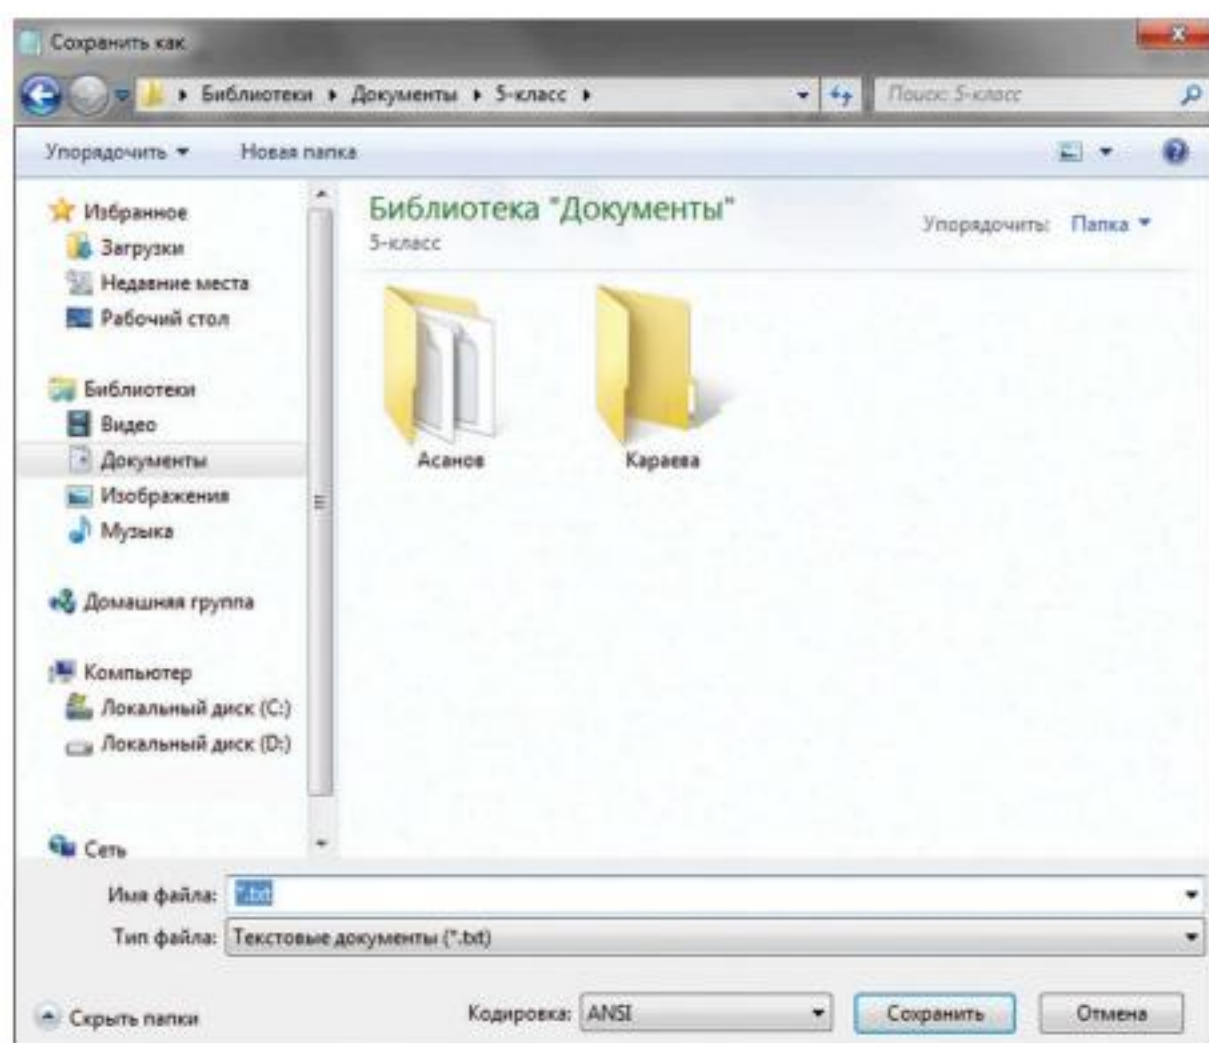 Сохранить как
Библиотеки ▸ Документы ▸ 5-класс ▸
Поиск: 5-класс
Упорядочить
Новая папка
Избранное
Загрузки
Недавние места
Рабочий стол
Библиотеки
Видео
Документы
Изображения
Музыка
Домашняя группа
Компьютер
Локальный диск (C:)
Локальный диск (D:)
Сеть
Библиотека "Документы"
5-класс
Упорядочить: Папка
Асанов
Караева
Имя файла: *.txt
Тип файла: Текстовые документы (*.txt)
Скрыть папки
Кодировка: ANSI
Сохранить
Отмена